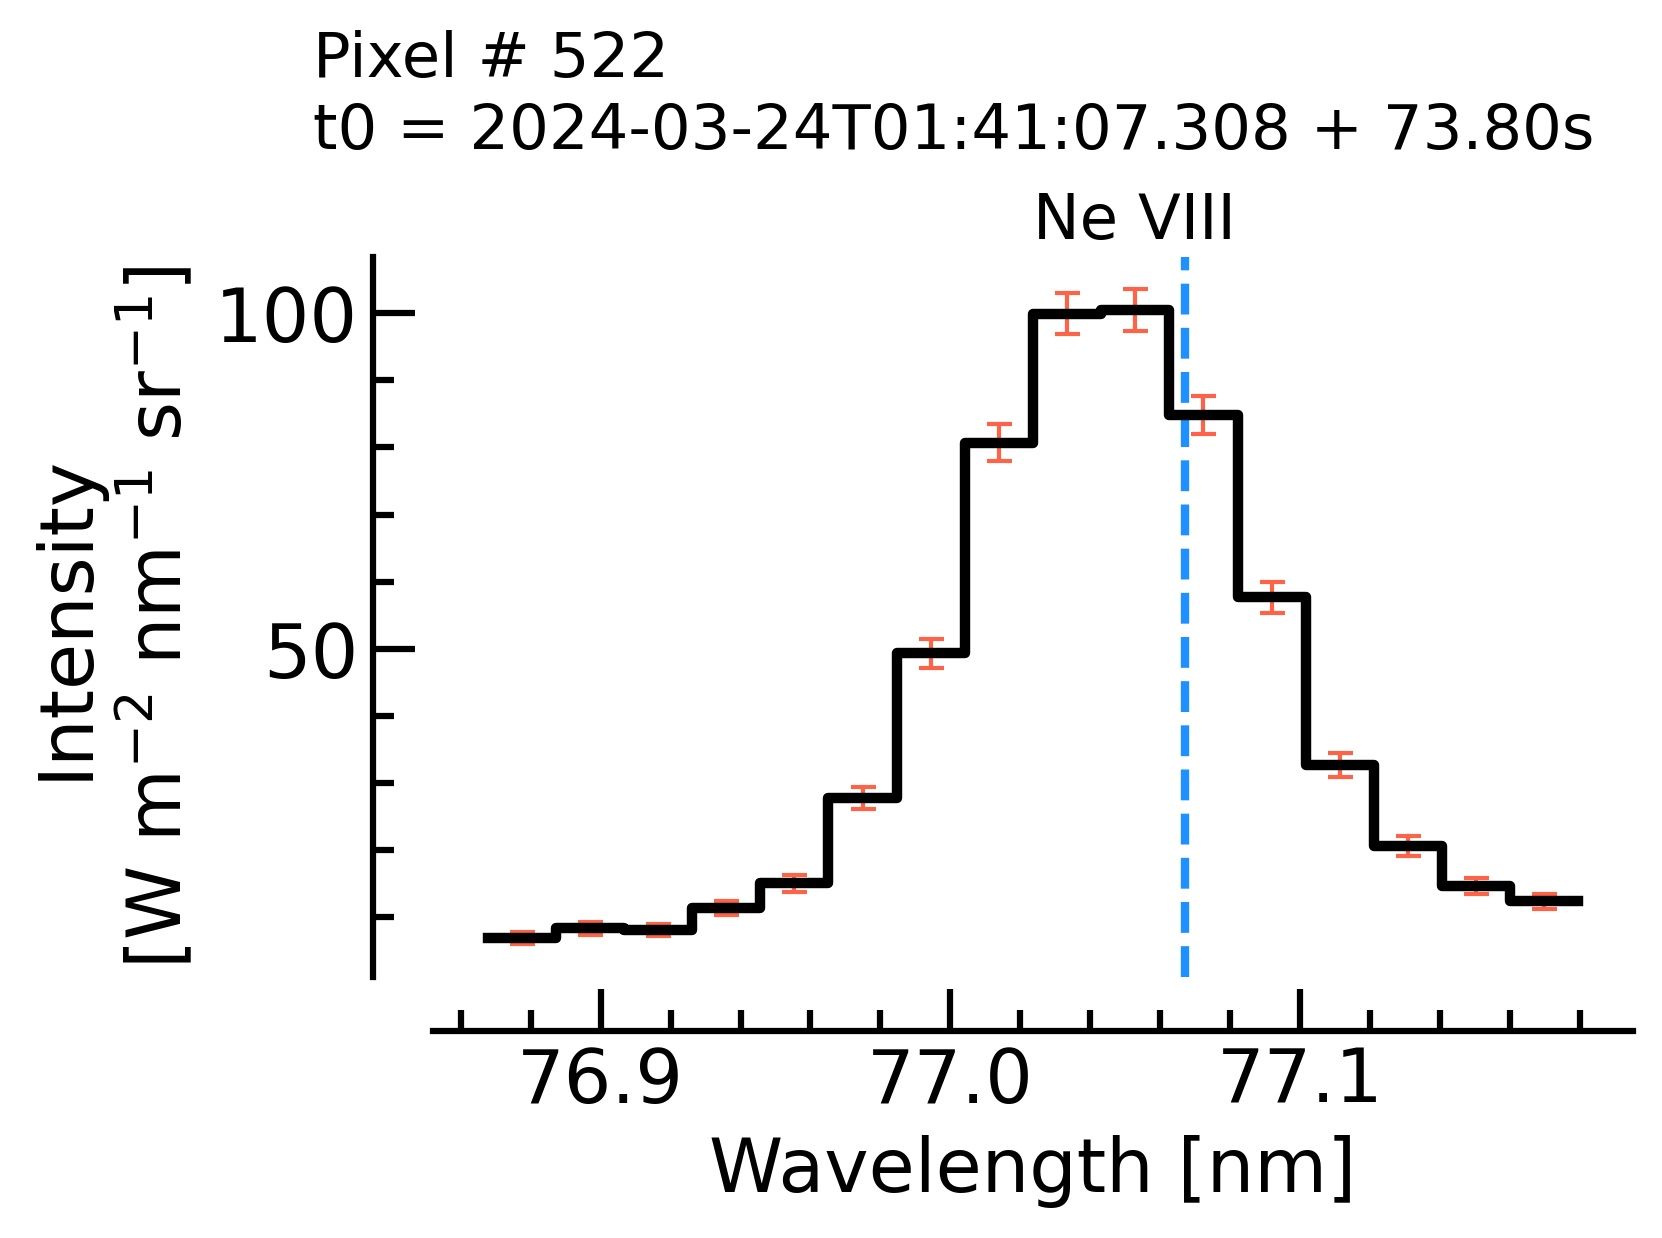 Pixel # 522
t0 = 2024-03-24T01:41:07.308 + 73.80s
Ne VIII
Intensity
[W m⁻² nm⁻¹ sr⁻¹]
100
50
76.9 77.0 77.1
Wavelength [nm]